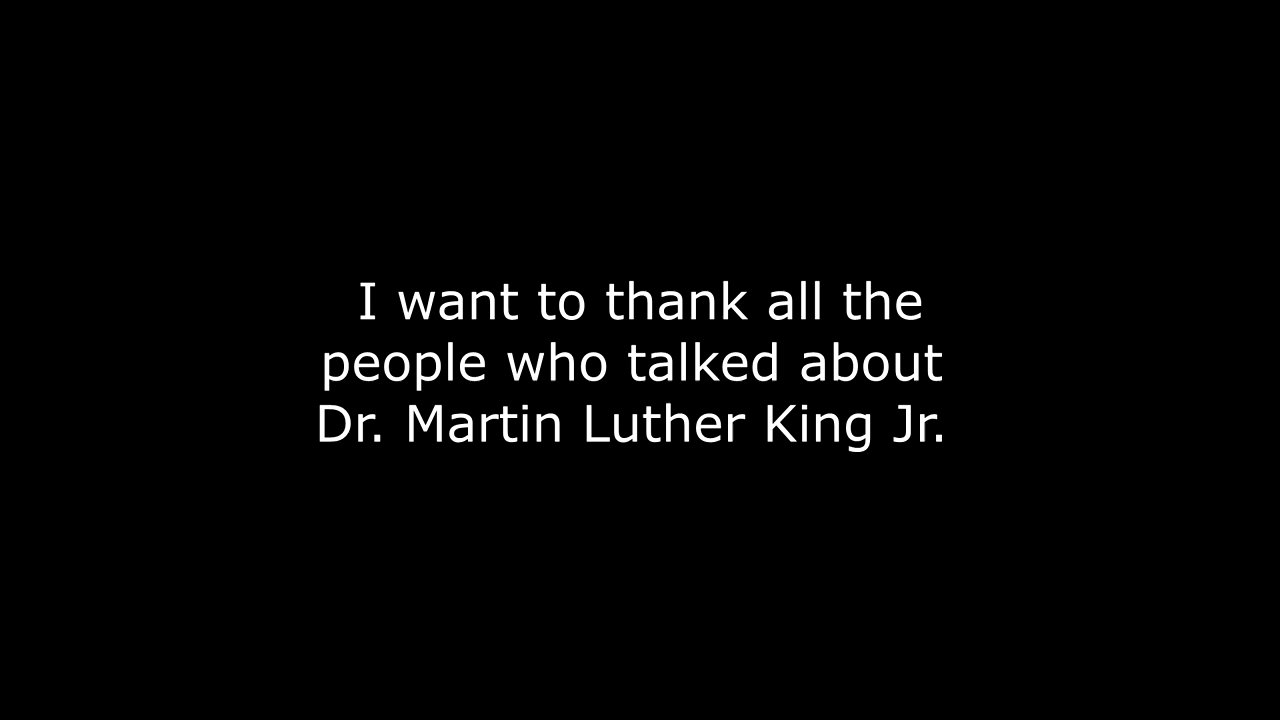 I want to thank all the
people who talked about
Dr. Martin Luther King Jr.